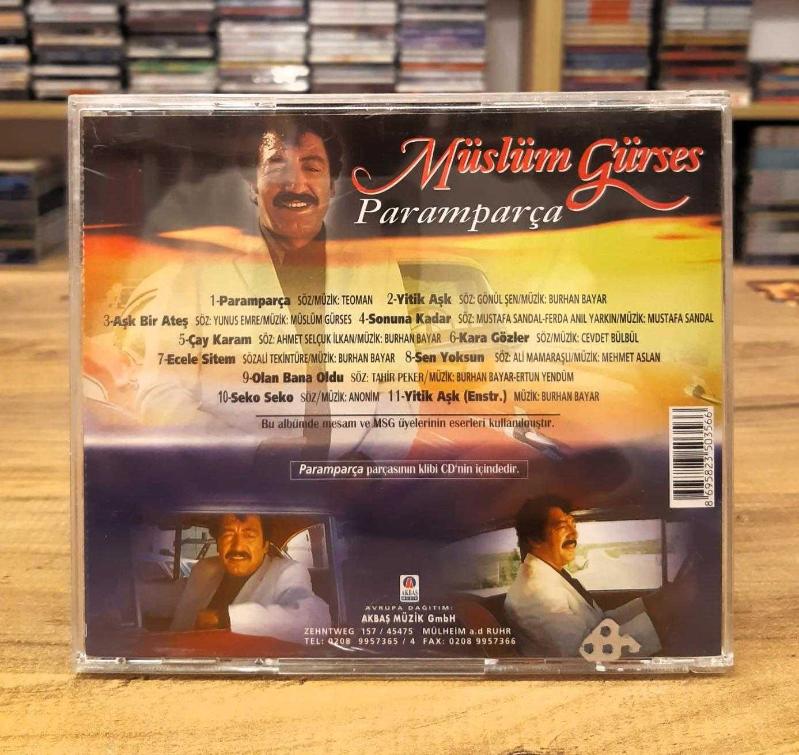 Müslüm Gürses
Paramparça
1-Paramparça SÖZ/MÜZİK: TEOMAN 2-Yitik Aşk SÖZ: GÖNÜL ŞEN/MÜZİK: BURHAN BAYAR
3-Aşk Bir Ateş SÖZ: YUNUS EMRE/MÜZİK: MÜSLÜM GÜRSES 4-Sonuna Kadar SÖZ: MUSTAFA SANDAL-FERDA ANIL YARKIN/MÜZİK: MUSTAFA SANDAL
5-Çay Karam SÖZ: AHMET SELÇUK İLKAN/MÜZİK: BURHAN BAYAR 6-Kara Gözler SÖZ/MÜZİK: CEVDET BÜLBÜL
7-Ecele Sitem SÖZ:ALİ TEKİNTÜRE/MÜZİK: BURHAN BAYAR 8-Sen Yoksun SÖZ: ALİ MAMARAŞLI/MÜZİK: MEHMET ASLAN
9-Olan Bana Oldu SÖZ: TAHİR PEKER/MÜZİK: BURHAN BAYAR-ERTUN YENDÜM
10-Seko Seko SÖZ/MÜZİK: ANONİM 11-Yitik Aşk (Enstr.) MÜZİK: BURHAN BAYAR
Bu albümde mesam ve MSG üyelerinin eserleri kullanılmıştır.
Paramparça parçasının klibi CD'nin içindedir.
8 695823 503566
AKBAŞ
MÜZİK
AVRUPA DAĞITIM:
AKBAŞ MÜZİK GmbH
ZEHNTWEG 157 / 45475 MÜLHEIM a.d RUHR
TEL: 0208 9957365 / 4 FAX: 0208 9957366